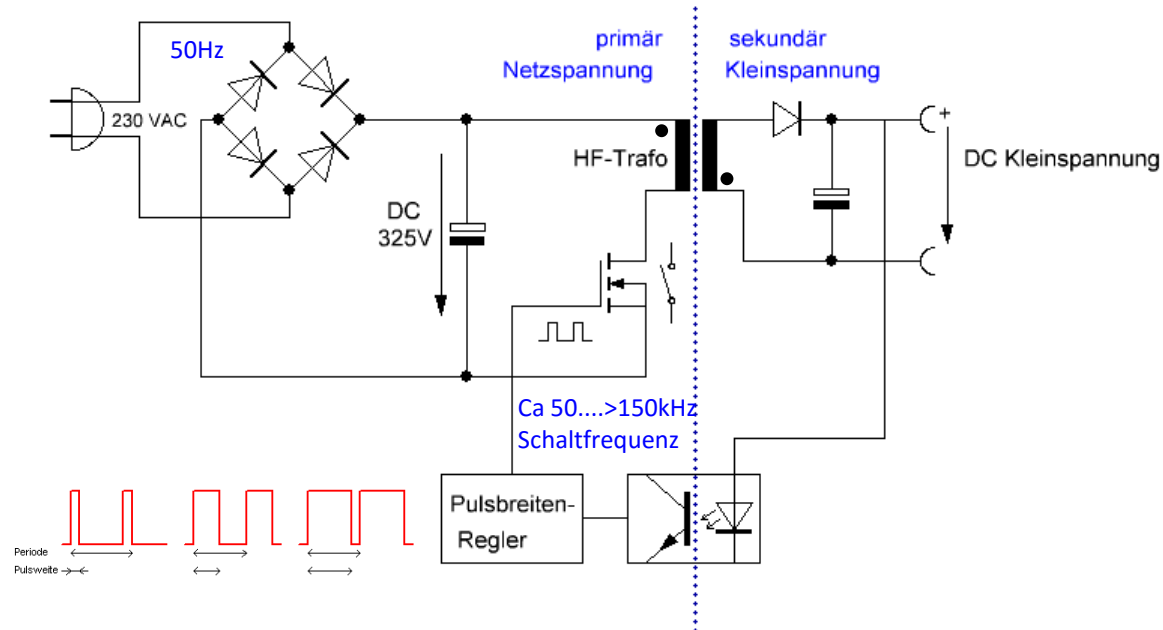 50Hz
230 VAC
primär
Netzspannung
sekundär
Kleinspannung
HF-Trafo
+
DC Kleinspannung
DC
325V
Ca 50....>150kHz
Schaltfrequenz
Pulsbreiten-
Regler
Periode
Pulsweite